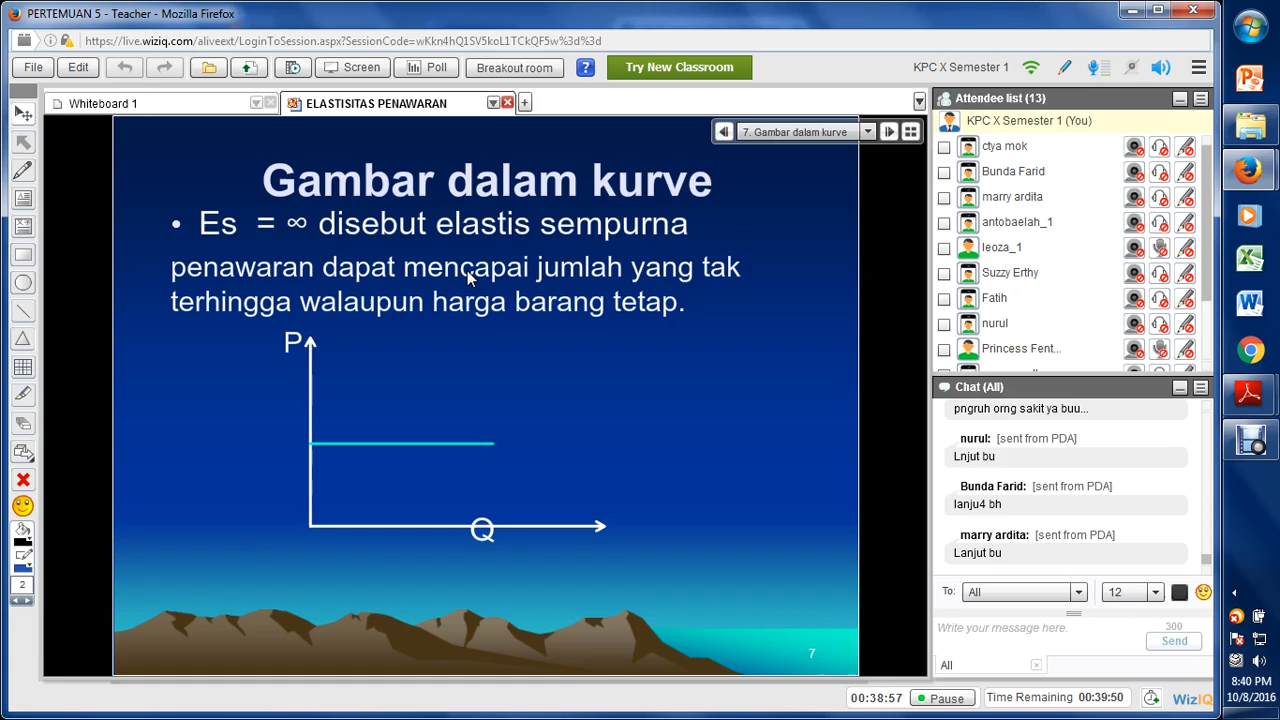 PERTEMUAN 5 - Teacher - Mozilla Firefox
https://live.wiziq.com/aliveext/LoginToSession.aspx?SessionCode=wKkn4hQ1SV5koL1TCkQF5w%3d%3d
File
Edit
Screen
Poll
Breakout room
?
Try New Classroom
KPC X Semester 1
Whiteboard 1
ELASTISITAS PENAWARAN
7. Gambar dalam kurve
Gambar dalam kurve
• Es = ∞ disebut elastis sempurna
penawaran dapat mencapai jumlah yang tak
terhingga walaupun harga barang tetap.
P
Q
7
2
Attendee list (13)
KPC X Semester 1 (You)
ctya mok
Bunda Farid
marry ardita
antobaelah_1
leoza_1
Suzzy Erthy
Fatih
nurul
Princess Fent...
Chat (All)
pngruh orng sakit ya buu...
nurul: [sent from PDA]
Lnjut bu
Bunda Farid: [sent from PDA]
lanju4 bh
marry ardita: [sent from PDA]
Lanjut bu
To:
All
12
Write your message here.
300
Send
All
00:38:57
Pause
Time Remaining 00:39:50
WizIQ
8:40 PM
10/8/2016